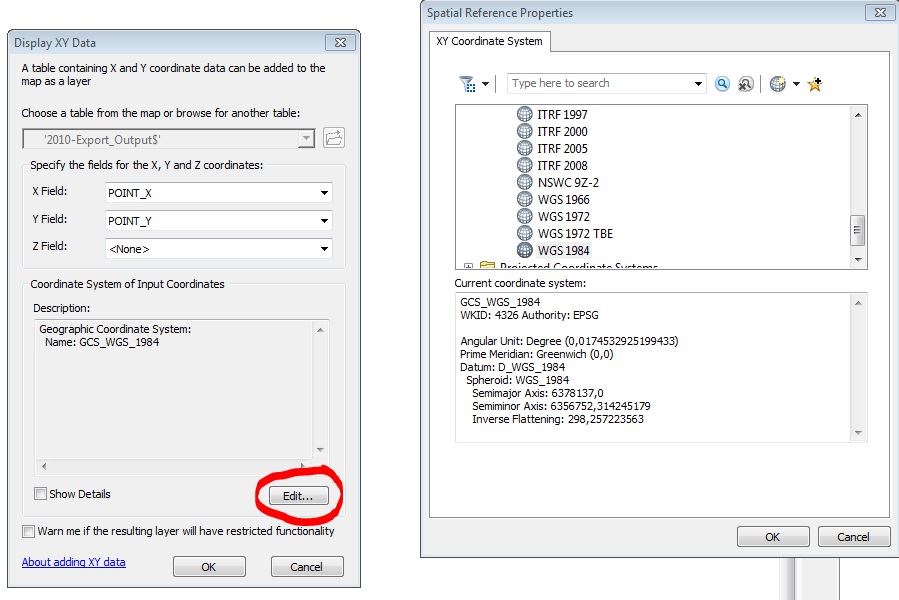 Display XY Data
A table containing X and Y coordinate data can be added to the
map as a layer
Choose a table from the map or browse for another table:
'2010-Export_Output$'
Specify the fields for the X, Y and Z coordinates:
X Field:
POINT_X
Y Field:
POINT_Y
Z Field:
<None>
Coordinate System of Input Coordinates
Description:
Geographic Coordinate System:
Name: GCS_WGS_1984
Show Details
Edit...
Warn me if the resulting layer will have restricted functionality
About adding XY data
OK
Cancel
Spatial Reference Properties
XY Coordinate System
Type here to search
ITRF 1997
ITRF 2000
ITRF 2005
ITRF 2008
NSWC 9Z-2
WGS 1966
WGS 1972
WGS 1972 TBE
WGS 1984
Projected Coordinate Systems
Current coordinate system:
GCS_WGS_1984
WKID: 4326 Authority: EPSG
Angular Unit: Degree (0,0174532925199433)
Prime Meridian: Greenwich (0,0)
Datum: D_WGS_1984
Spheroid: WGS_1984
Semimajor Axis: 6378137,0
Semiminor Axis: 6356752,314245179
Inverse Flattening: 298,257223563
OK
Cancel